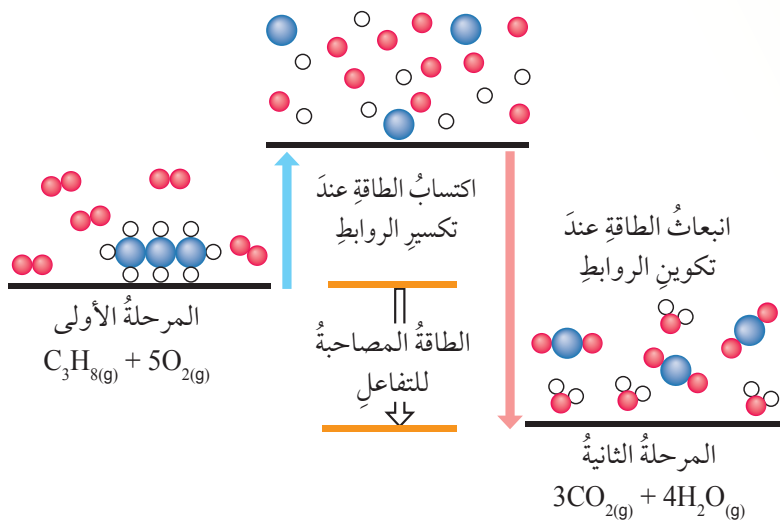 اكتسابُ الطاقةِ عندَ
تكسيرِ الروابطِ
انبعاثُ الطاقةِ عندَ
تكوينِ الروابطِ
المرحلةُ الأولى
C₃H₈(g) + 5O₂(g)
الطاقةُ المصاحبةُ
للتفاعلِ
المرحلةُ الثانيةُ
3CO₂(g) + 4H₂O(g)